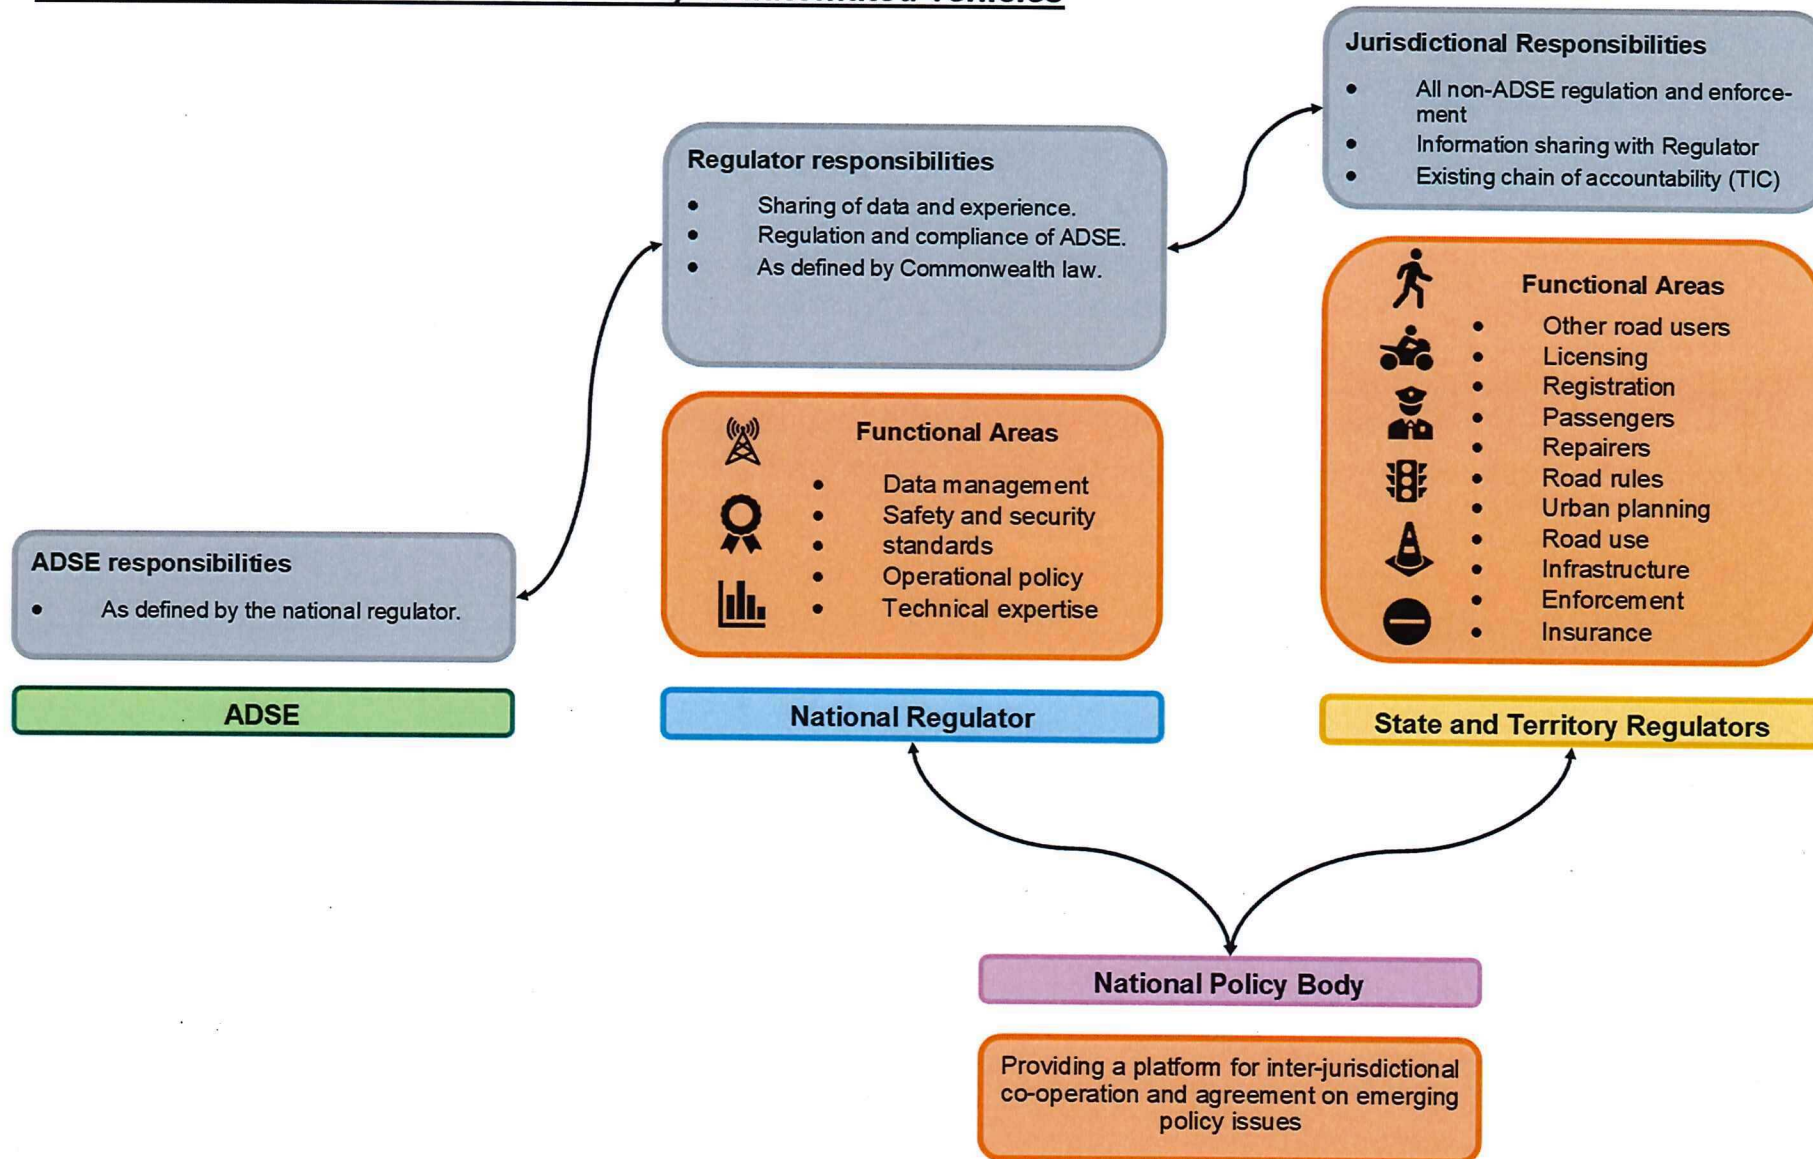 Automated Vehicles
Jurisdictional Responsibilities
• All non-ADSE regulation and enforce-
ment
• Information sharing with Regulator
• Existing chain of accountability (TIC)
Regulator responsibilities
• Sharing of data and experience.
• Regulation and compliance of ADSE.
• As defined by Commonwealth law.
Functional Areas
• Other road users
• Licensing
• Registration
• Passengers
• Repairers
• Road rules
• Urban planning
• Road use
• Infrastructure
• Enforcement
• Insurance
Functional Areas
• Data management
• Safety and security
• standards
• Operational policy
• Technical expertise
ADSE responsibilities
• As defined by the national regulator.
ADSE
National Regulator
State and Territory Regulators
National Policy Body
Providing a platform for inter-jurisdictional
co-operation and agreement on emerging
policy issues